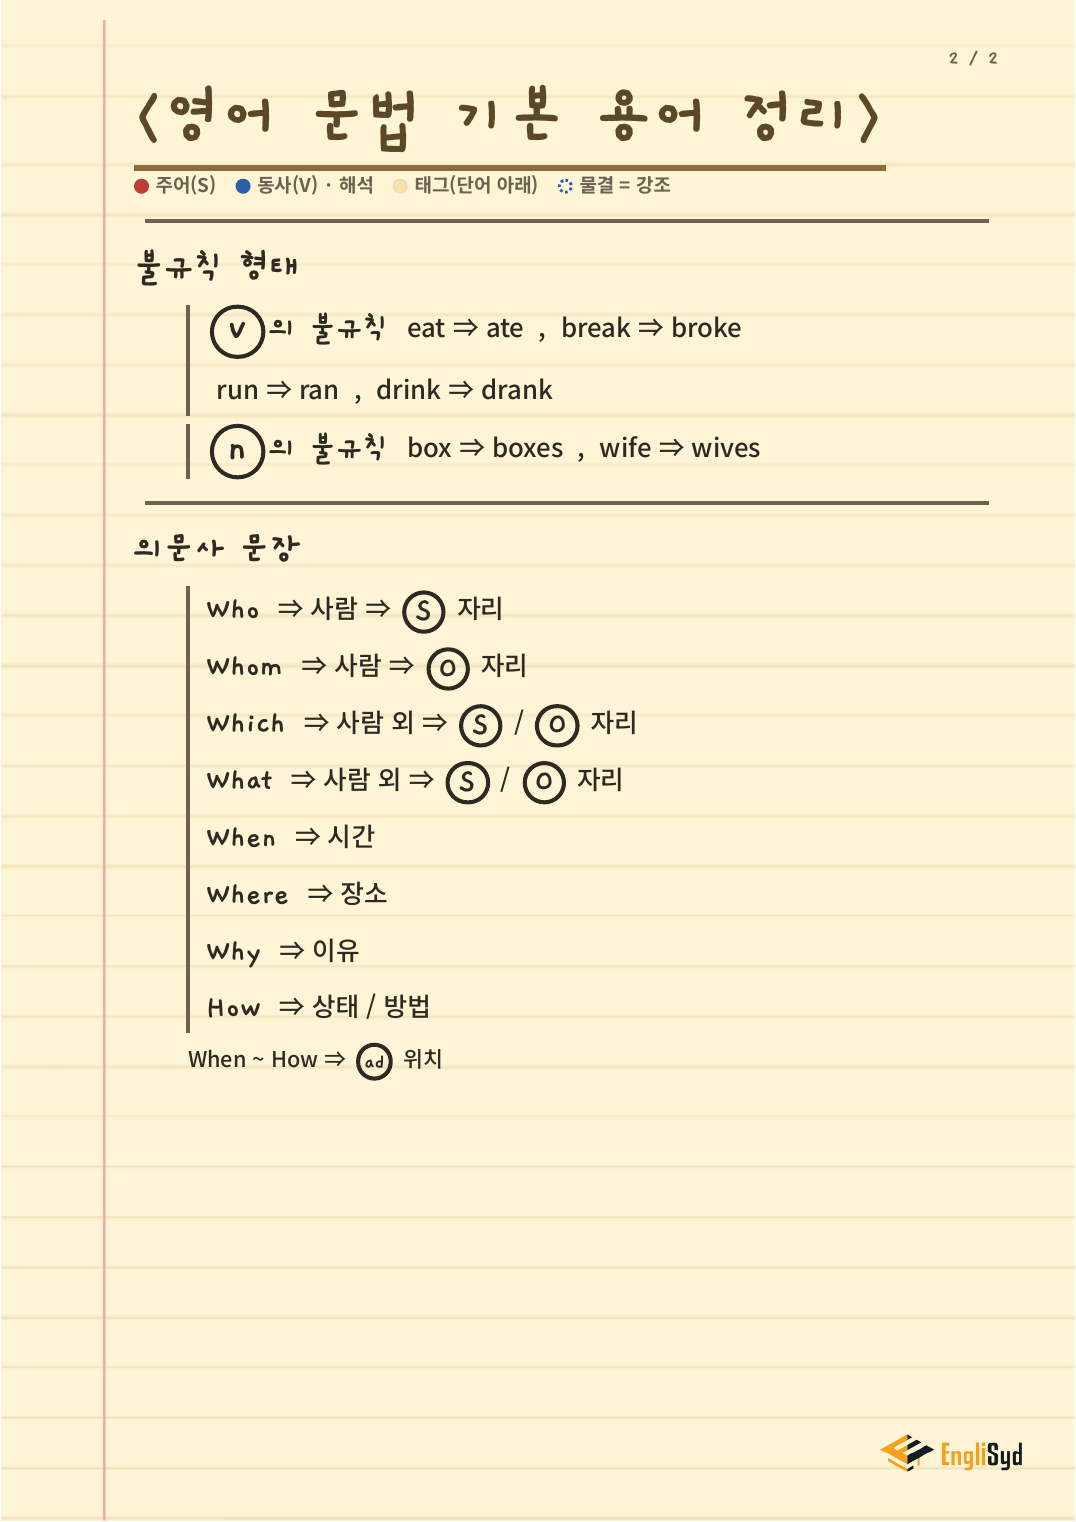 2 / 2
<영어 문법 기본 용어 정리>
주어(S) 동사(V) · 해석 태그(단어 아래) 물결 = 강조
불규칙 형태
v의 불규칙 eat ⇒ ate , break ⇒ broke
run ⇒ ran , drink ⇒ drank
n의 불규칙 box ⇒ boxes , wife ⇒ wives
의문사 문장
Who ⇒ 사람 ⇒ S 자리
Whom ⇒ 사람 ⇒ O 자리
Which ⇒ 사람 외 ⇒ S / O 자리
What ⇒ 사람 외 ⇒ S / O 자리
When ⇒ 시간
Where ⇒ 장소
Why ⇒ 이유
How ⇒ 상태 / 방법
When ~ How ⇒ ad 위치
EngliSyd